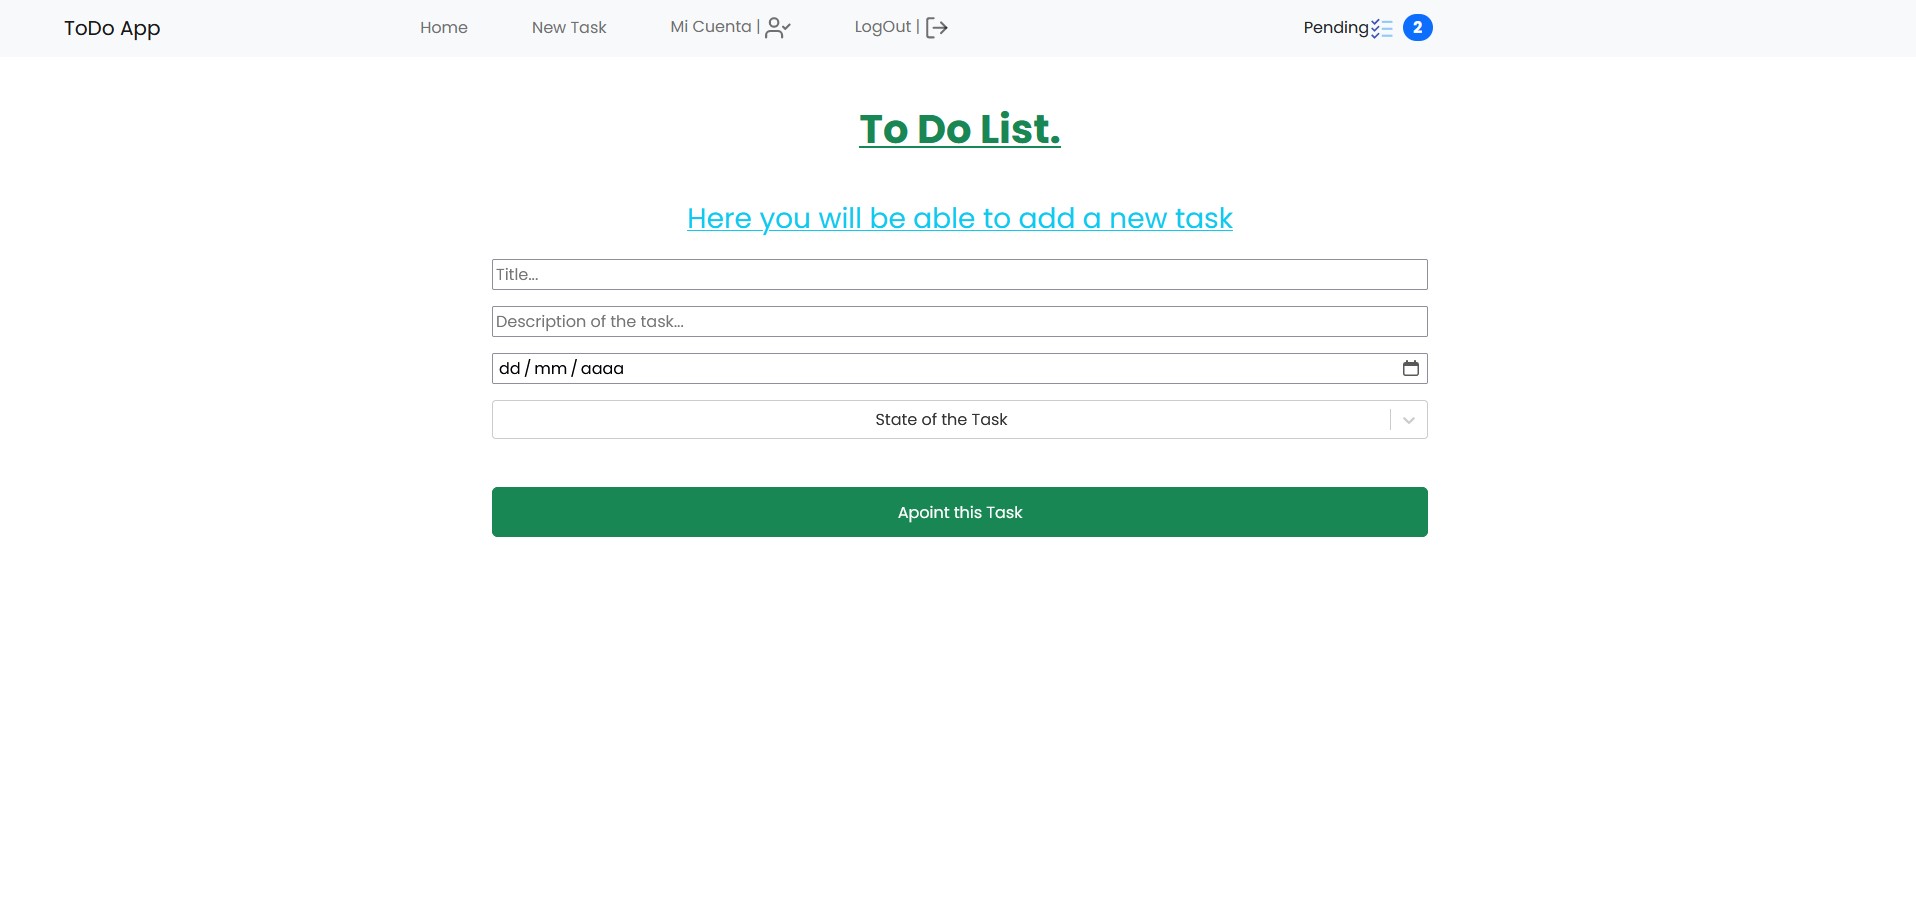 ToDo App Home New Task Mi Cuenta | LogOut | Pending 2
To Do List.
Here you will be able to add a new task
Title...
Description of the task...
dd/mm/aaaa
State of the Task
Apoint this Task